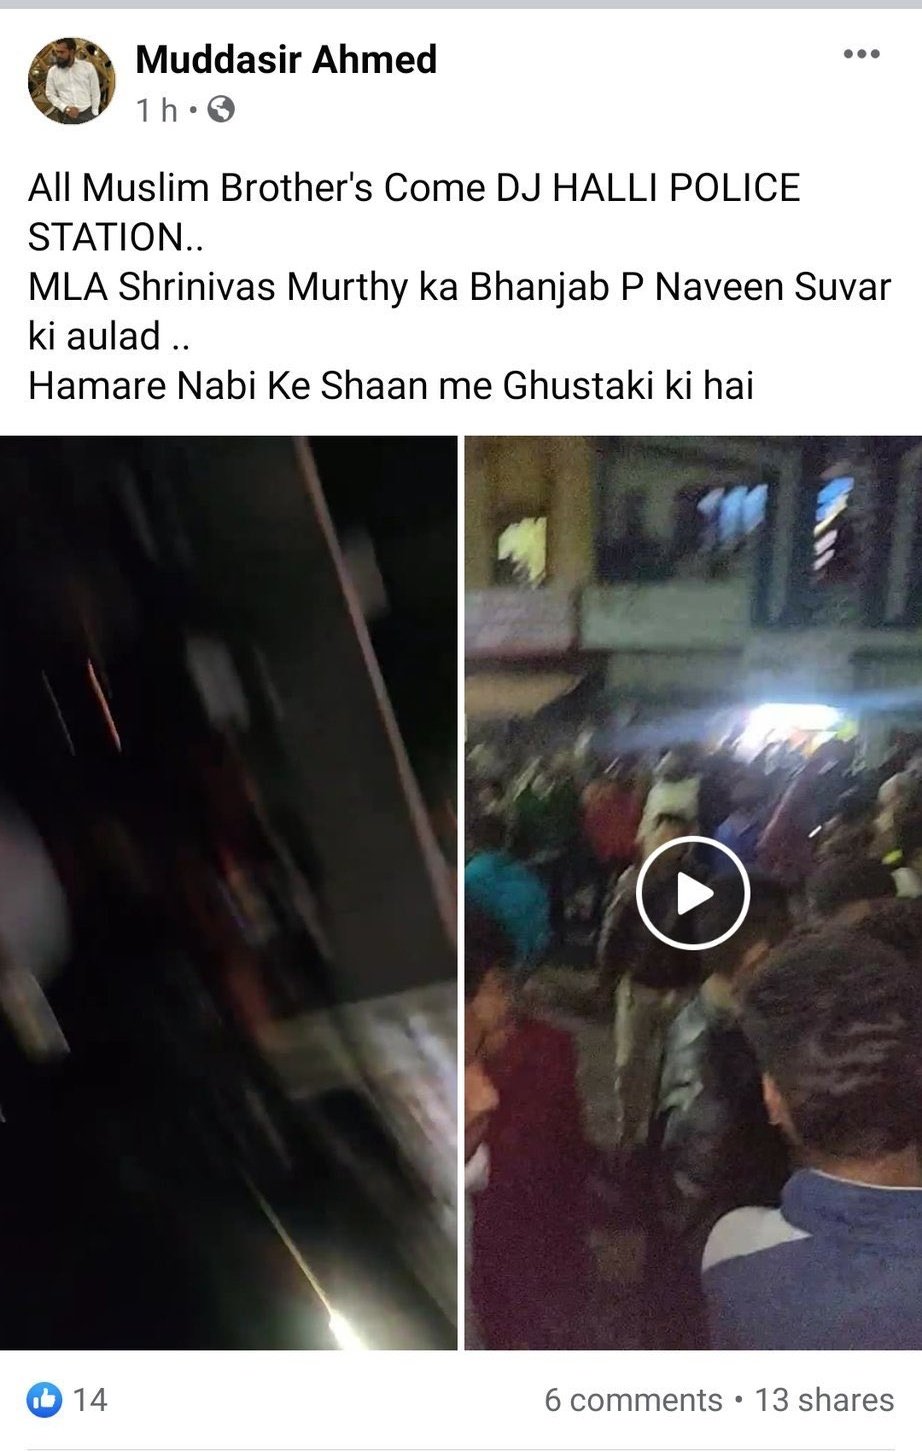 Muddasir Ahmed
1 h
All Muslim Brother's Come DJ HALLI POLICE
STATION..
MLA Shrinivas Murthy ka Bhanjab P Naveen Suvar
ki aulad ..
Hamare Nabi Ke Shaan me Ghustaki ki hai
14
6 comments • 13 shares